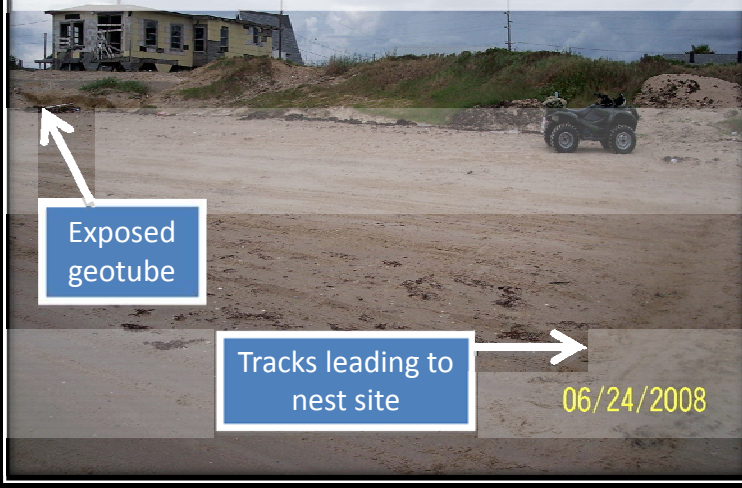 Exposed
geotube
Tracks leading to
nest site
06/24/2008